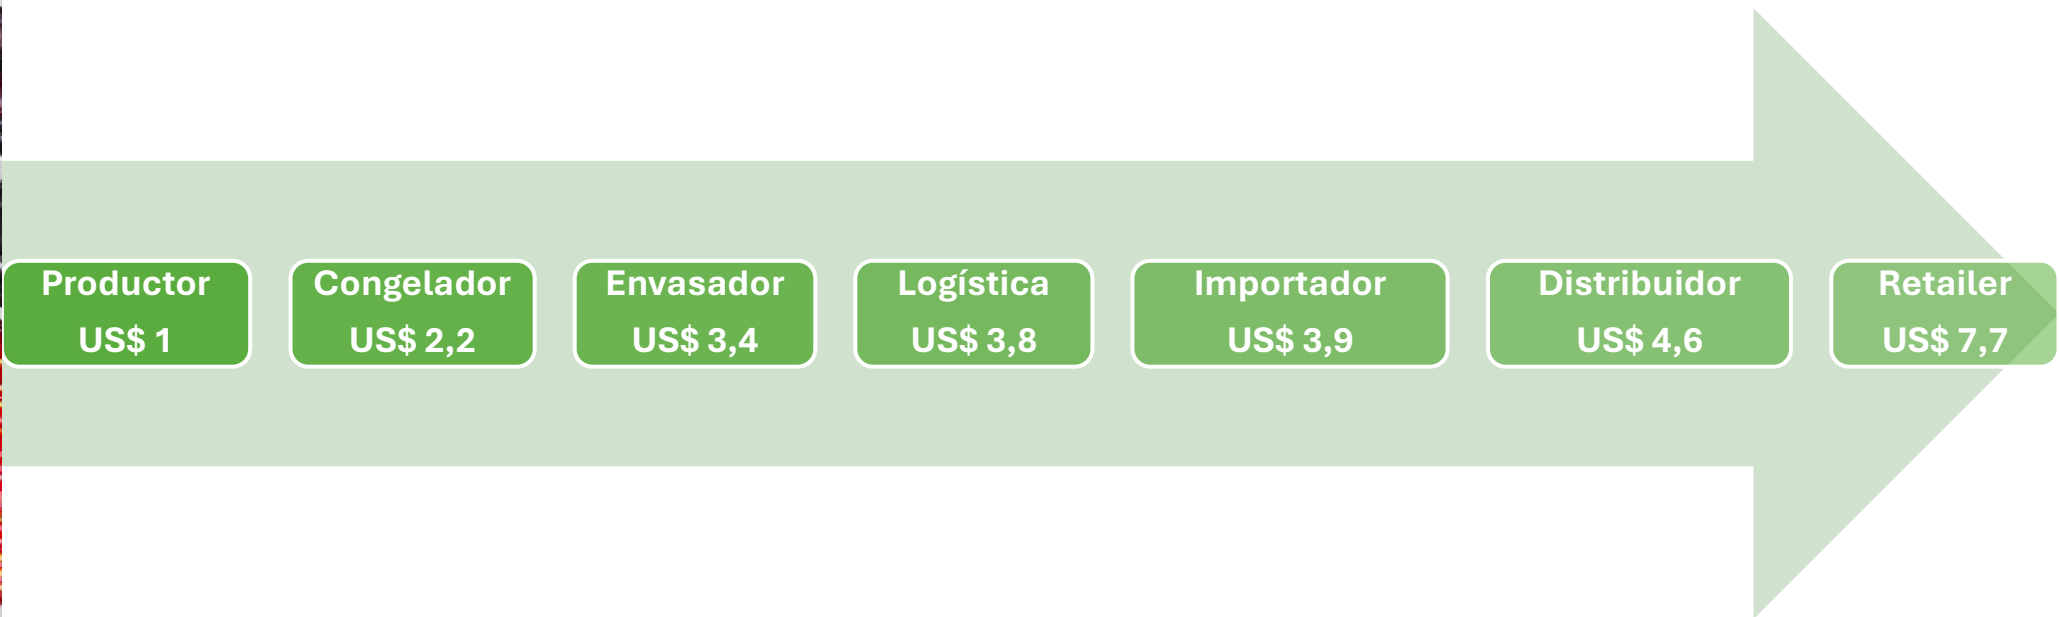 Productor
US$ 1
Congelador
US$ 2,2
Envasador
US$ 3,4
Logística
US$ 3,8
Importador
US$ 3,9
Distribuidor
US$ 4,6
Retailer
US$ 7,7